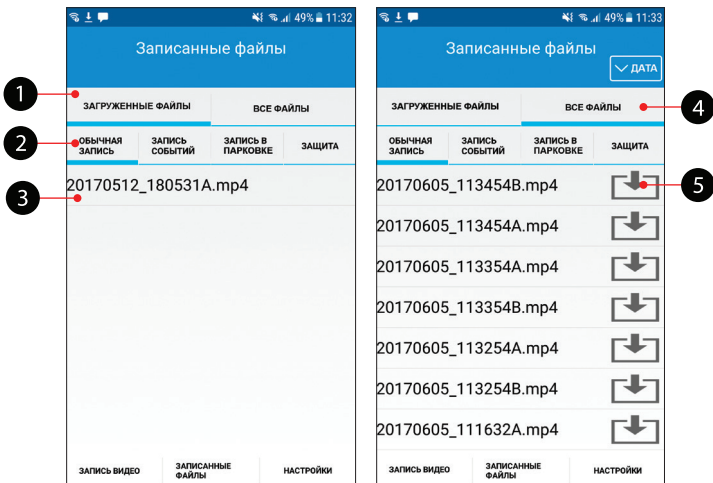 49% 11:32
Записанные файлы
1
ЗАГРУЖЕННЫЕ ФАЙЛЫ ВСЕ ФАЙЛЫ
2
ОБЫЧНАЯ ЗАПИСЬ
ЗАПИСЬ СОБЫТИЙ
ЗАПИСЬ В ПАРКОВКЕ
ЗАЩИТА
3
20170512_180531A.mp4
ЗАПИСЬ ВИДЕО
ЗАПИСАННЫЕ ФАЙЛЫ
НАСТРОЙКИ
49% 11:33
Записанные файлы
ДАТА
ЗАГРУЖЕННЫЕ ФАЙЛЫ ВСЕ ФАЙЛЫ
4
ОБЫЧНАЯ ЗАПИСЬ
ЗАПИСЬ СОБЫТИЙ
ЗАПИСЬ В ПАРКОВКЕ
ЗАЩИТА
20170605_113454B.mp4
5
20170605_113454A.mp4
20170605_113354A.mp4
20170605_113354B.mp4
20170605_113254A.mp4
20170605_113254B.mp4
20170605_111632A.mp4
ЗАПИСЬ ВИДЕО
ЗАПИСАННЫЕ ФАЙЛЫ
НАСТРОЙКИ